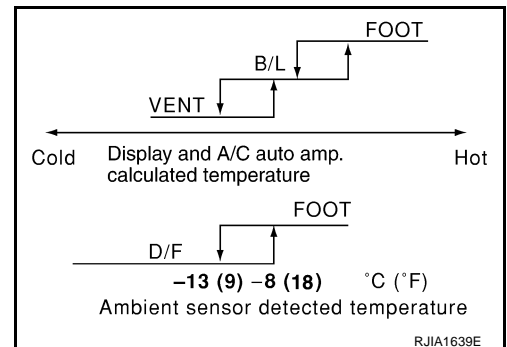 FOOT
B/L
VENT
Cold Display and A/C auto amp. Hot
calculated temperature
FOOT
D/F
–13 (9) –8 (18) °C (°F)
Ambient sensor detected temperature
RJIA1639E